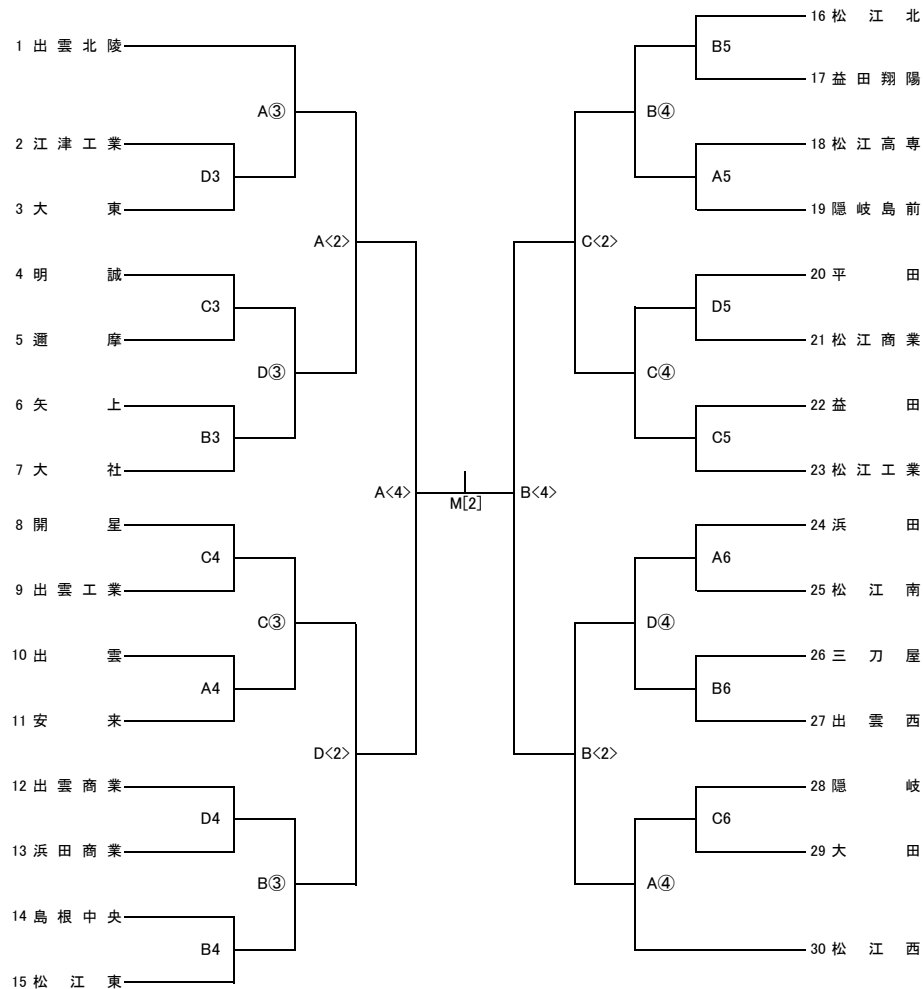 16 松江北
1 出雲北陵
B5
17 益田翔陽
A③
B④
2 江津工業
18 松江高専
D3
A5
3 大東
19 隠岐島前
A<2>
C<2>
4 明誠
20 平田
C3
D5
5 邇摩
21 松江商業
D③
C④
6 矢上
22 益田
B3
C5
7 大社
23 松江工業
A<4>
B<4>
M[2]
8 開星
24 浜田
C4
A6
9 出雲工業
25 松江南
C③
D④
10 出雲
26 三刀屋
A4
B6
11 安来
27 出雲西
D<2>
B<2>
12 出雲商業
28 隠岐
D4
C6
13 浜田商業
29 大田
B③
A④
14 島根中央
B4
30 松江西
15 松江東